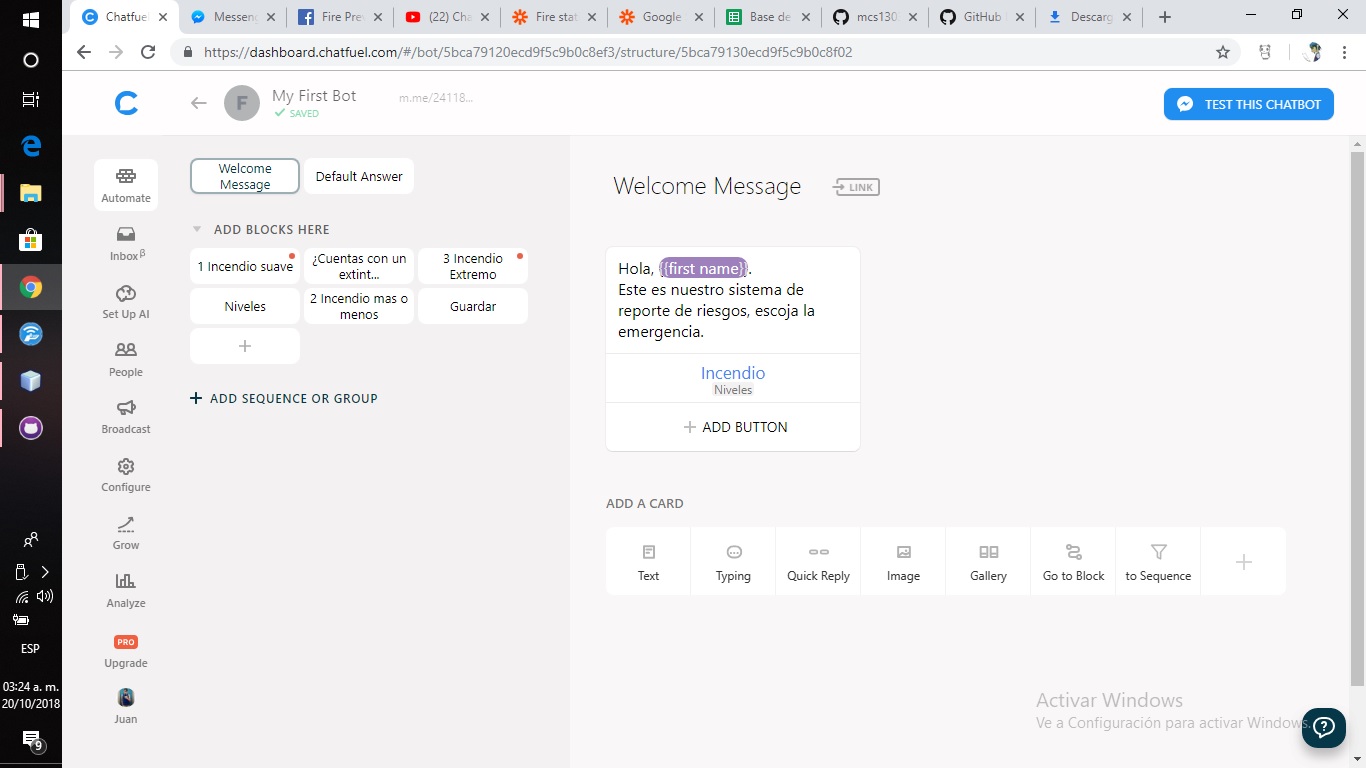 Chatfuel
Messeng
Fire Prev
(22) Cha
Fire stat
Google
Base de
mcs130
GitHub
Descarg
https://dashboard.chatfuel.com/#/bot/5bca79120ecd9f5c9b0c8ef3/structure/5bca79130ecd9f5c9b0c8f02
F
My First Bot
m.me/24118...
SAVED
TEST THIS CHATBOT
Automate
Inbox β
Set Up AI
People
Broadcast
Configure
Grow
Analyze
PRO
Upgrade
Juan
Welcome
Message
Default Answer
ADD BLOCKS HERE
1 Incendio suave
¿Cuentas con un
extint...
3 Incendio
Extremo
Niveles
2 Incendio mas o
menos
Guardar
ADD SEQUENCE OR GROUP
Welcome Message
LINK
Hola, {{first name}}.
Este es nuestro sistema de
reporte de riesgos, escoja la
emergencia.
Incendio
Niveles
ADD BUTTON
ADD A CARD
Text
Typing
Quick Reply
Image
Gallery
Go to Block
to Sequence
Activar Windows
Ve a Configuración para activar Windows.
ESP
03:24 a. m.
20/10/2018
9